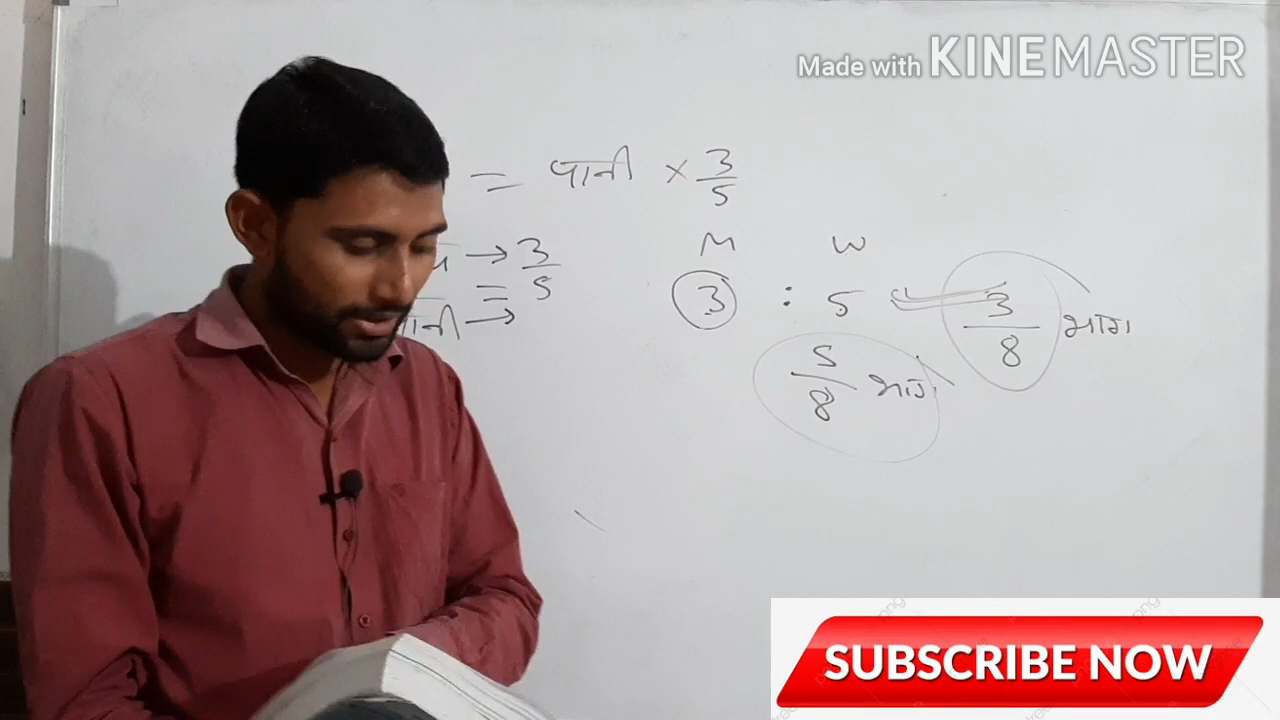 Made with KINEMASTER
= पानी × 3/5
→ 3/5
=
पानी →
M W
3 : 5
3/8 भाग
5/8 भाग
SUBSCRIBE NOW